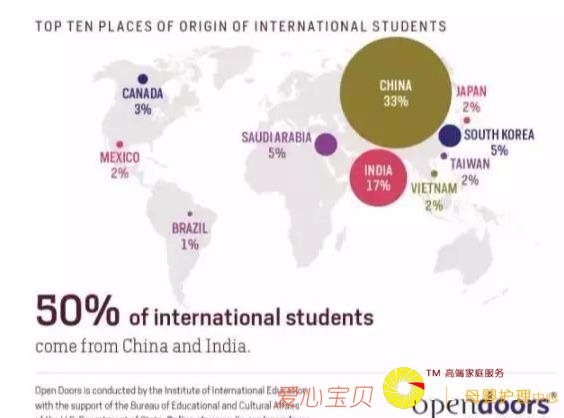 TOP TEN PLACES OF ORIGIN OF INTERNATIONAL STUDENTS
CHINA
33%
CANADA
3%
JAPAN
2%
SAUDI ARABIA
5%
SOUTH KOREA
5%
MEXICO
2%
INDIA
17%
TAIWAN
2%
VIETNAM
2%
BRAZIL
1%
50% of international students
come from China and India.
TM 高端家庭服务
Open Doors is conducted by the Institute of International Education
with the support of the Bureau of Educational and Cultural Affairs
爱心宝贝
母婴护理中心
opendoors